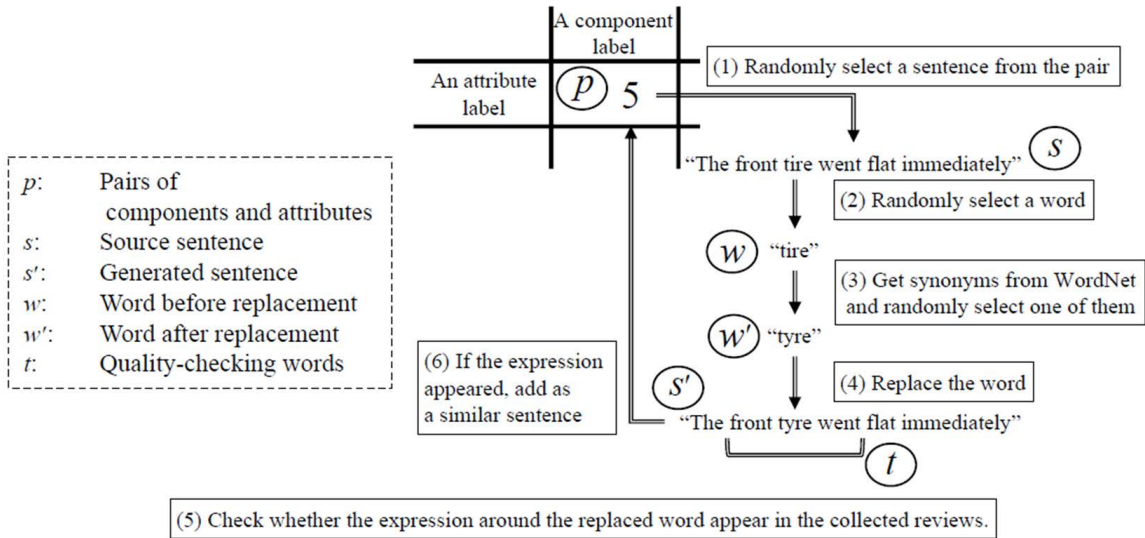 A component
label
An attribute
label
p
5
(1) Randomly select a sentence from the pair
“The front tire went flat immediately”
s
(2) Randomly select a word
w
“tire”
(3) Get synonyms from WordNet
and randomly select one of them
w'
“tyre”
(4) Replace the word
s'
“The front tyre went flat immediately”
t
(6) If the expression
appeared, add as
a similar sentence
p: Pairs of
components and attributes
s: Source sentence
s': Generated sentence
w: Word before replacement
w': Word after replacement
t: Quality-checking words
(5) Check whether the expression around the replaced word appear in the collected reviews.